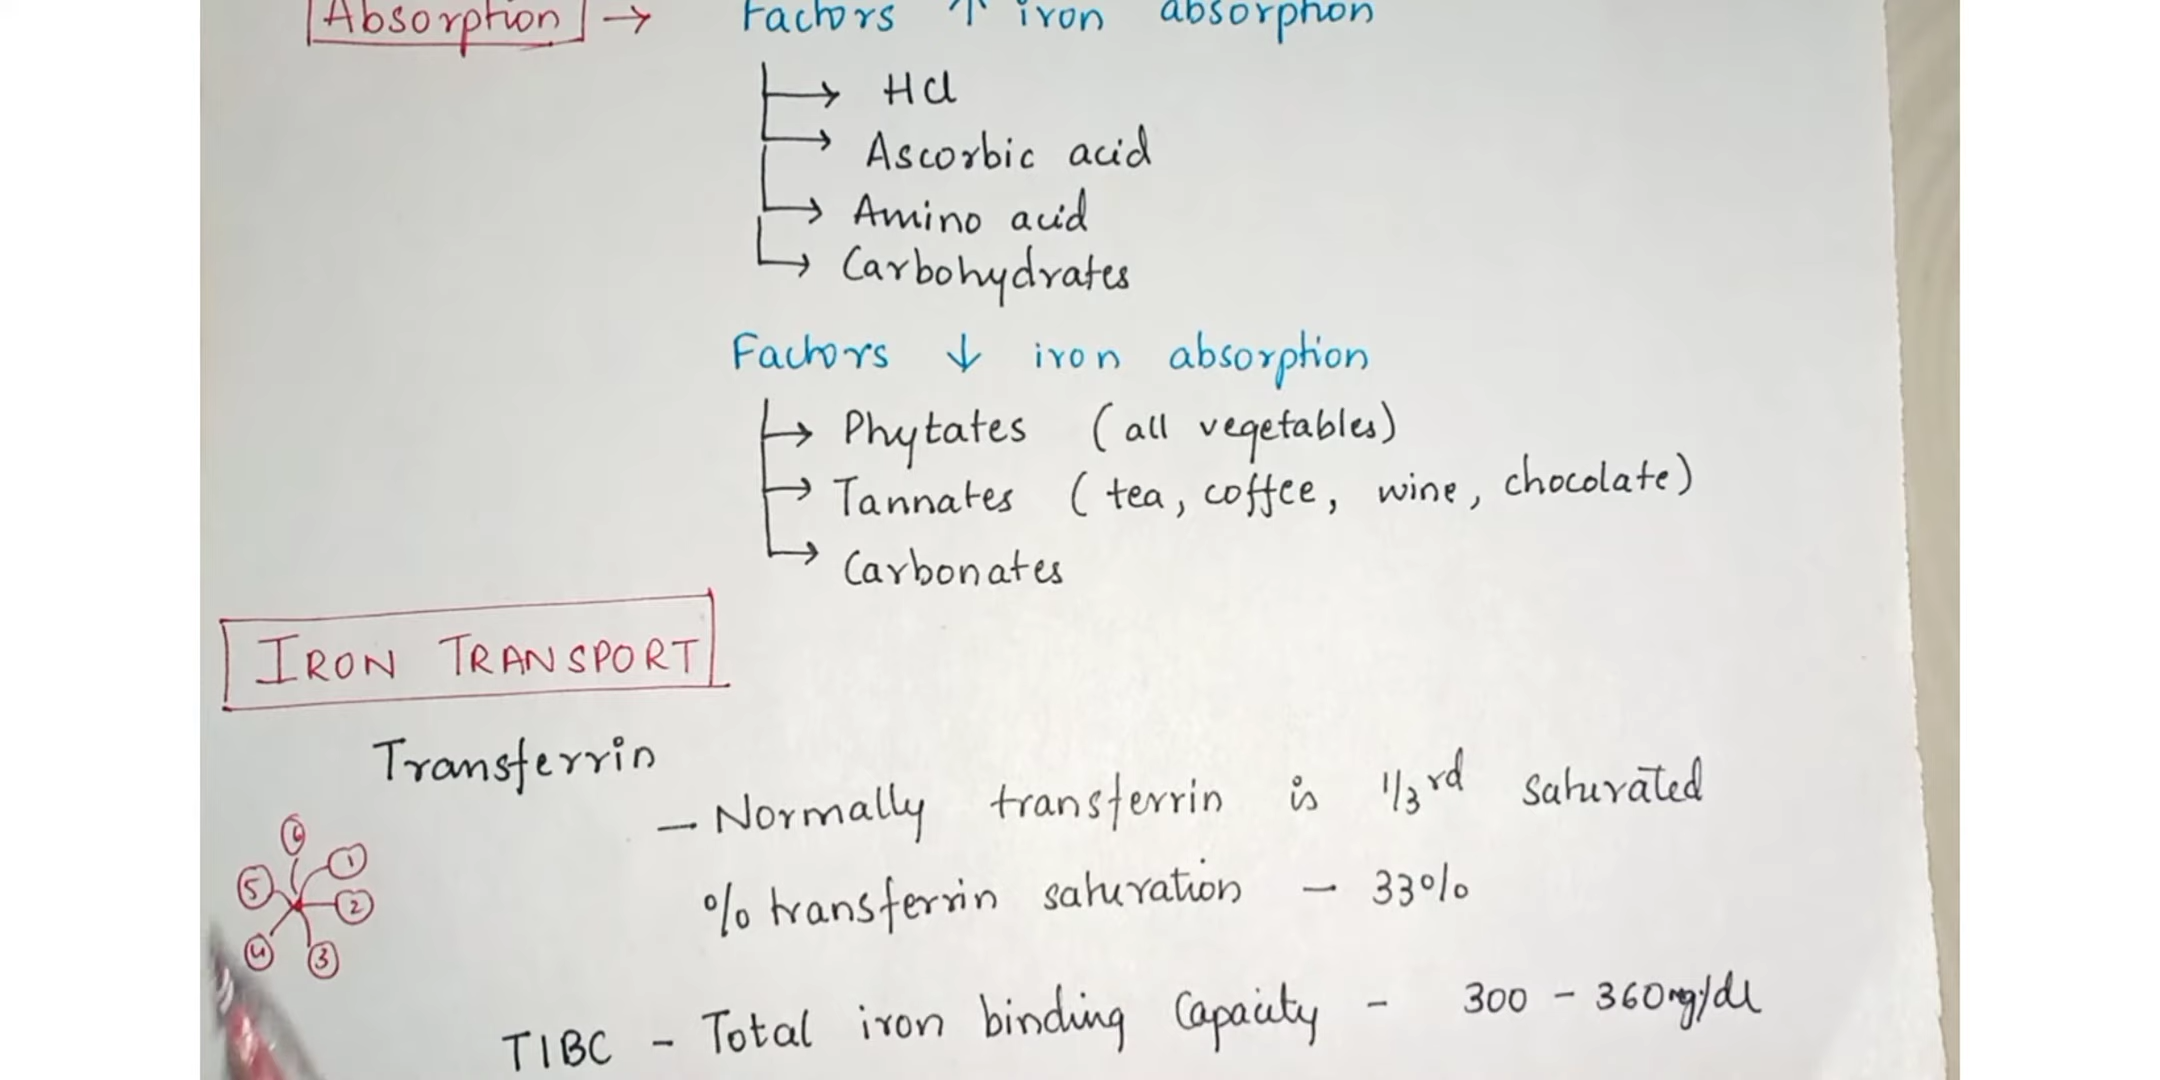 Absorption → Factors ↑ iron absorption
HCl
Ascorbic acid
Amino acid
Carbohydrates
Factors ↓ iron absorption
Phytates (all vegetables)
Tannates (tea, coffee, wine, chocolate)
Carbonates
IRON TRANSPORT
Transferrin
- Normally transferrin is 1/3rd saturated
% transferrin saturation - 33%
6
1
5
2
4
3
TIBC - Total iron binding capacity - 300 - 360mg/dl